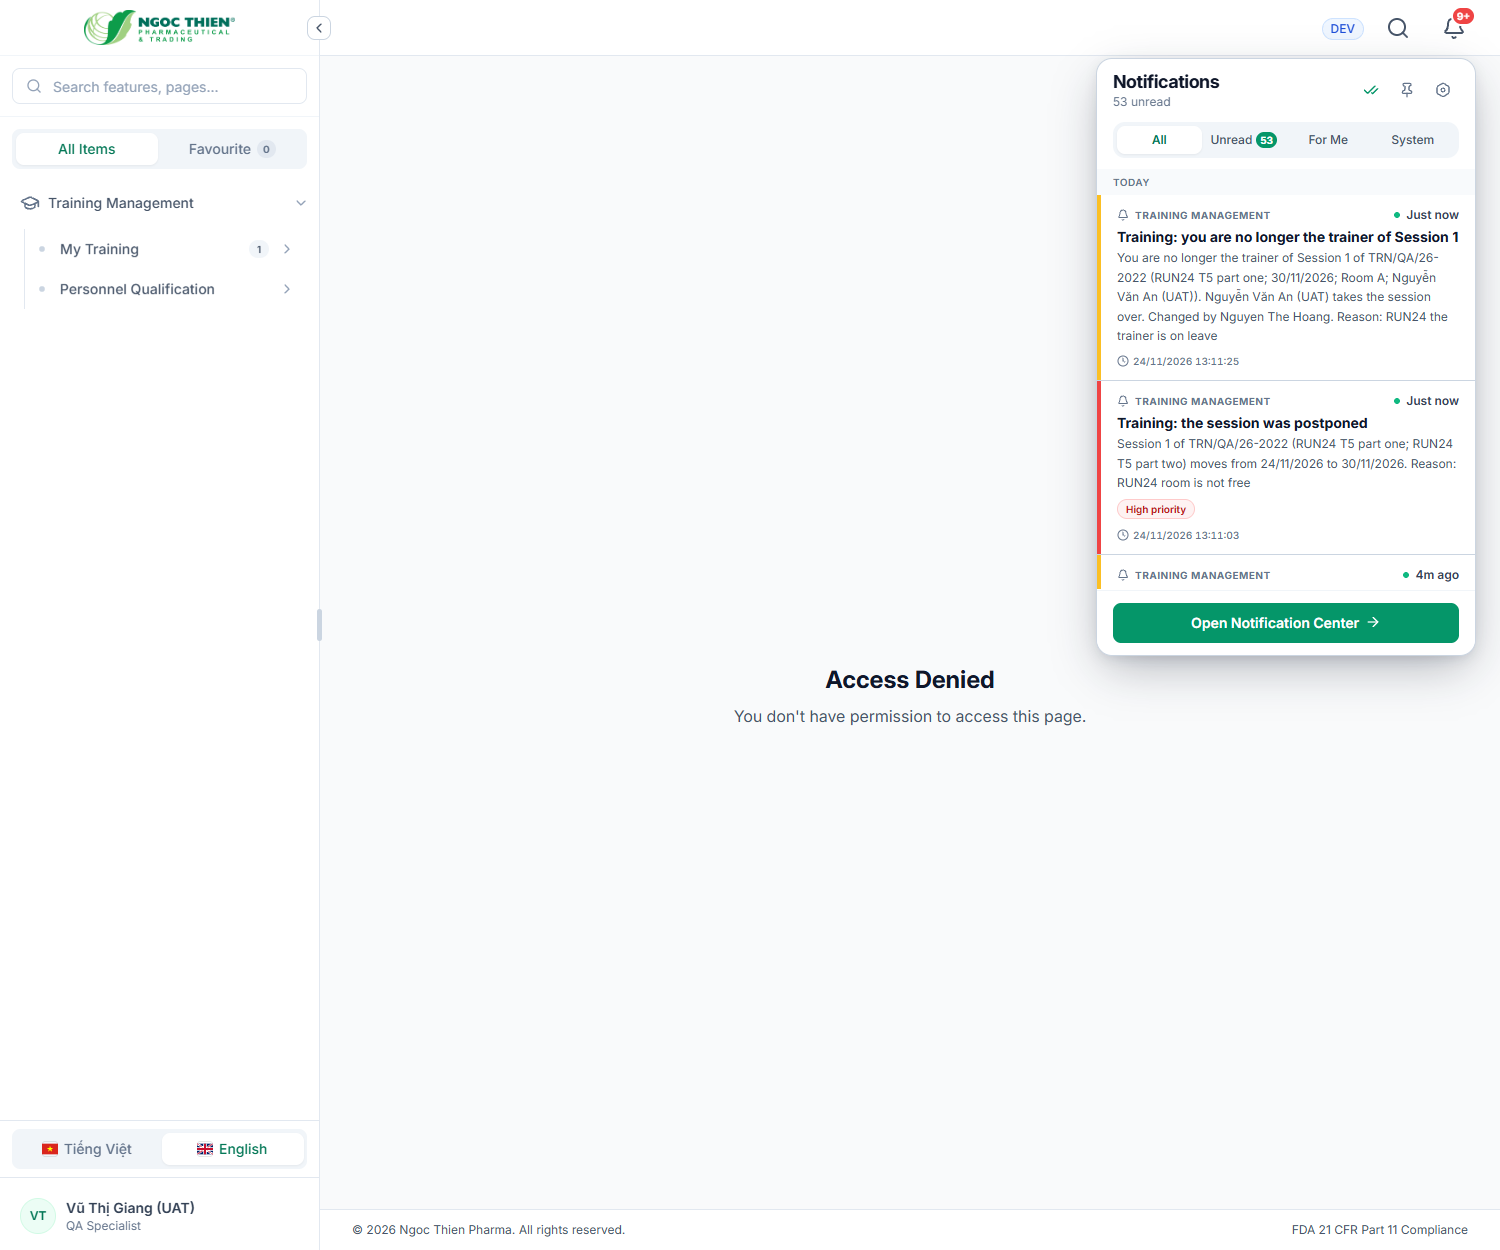 NGOC THIEN®
PHARMACEUTICAL
& TRADING
DEV
9+
Search features, pages...
All Items
Favourite 0
Training Management
My Training 1
Personnel Qualification
Notifications
53 unread
All
Unread 53
For Me
System
TODAY
TRAINING MANAGEMENT
Just now
Training: you are no longer the trainer of Session 1
You are no longer the trainer of Session 1 of TRN/QA/26-
2022 (RUN24 T5 part one; 30/11/2026; Room A; Nguyễn
Văn An (UAT)). Nguyễn Văn An (UAT) takes the session
over. Changed by Nguyen The Hoang. Reason: RUN24 the
trainer is on leave
24/11/2026 13:11:25
TRAINING MANAGEMENT
Just now
Training: the session was postponed
Session 1 of TRN/QA/26-2022 (RUN24 T5 part one; RUN24
T5 part two) moves from 24/11/2026 to 30/11/2026. Reason:
RUN24 room is not free
High priority
24/11/2026 13:11:03
TRAINING MANAGEMENT
4m ago
Open Notification Center
Access Denied
You don't have permission to access this page.
Tiếng Việt
English
VT
Vũ Thị Giang (UAT)
QA Specialist
© 2026 Ngoc Thien Pharma. All rights reserved.
FDA 21 CFR Part 11 Compliance